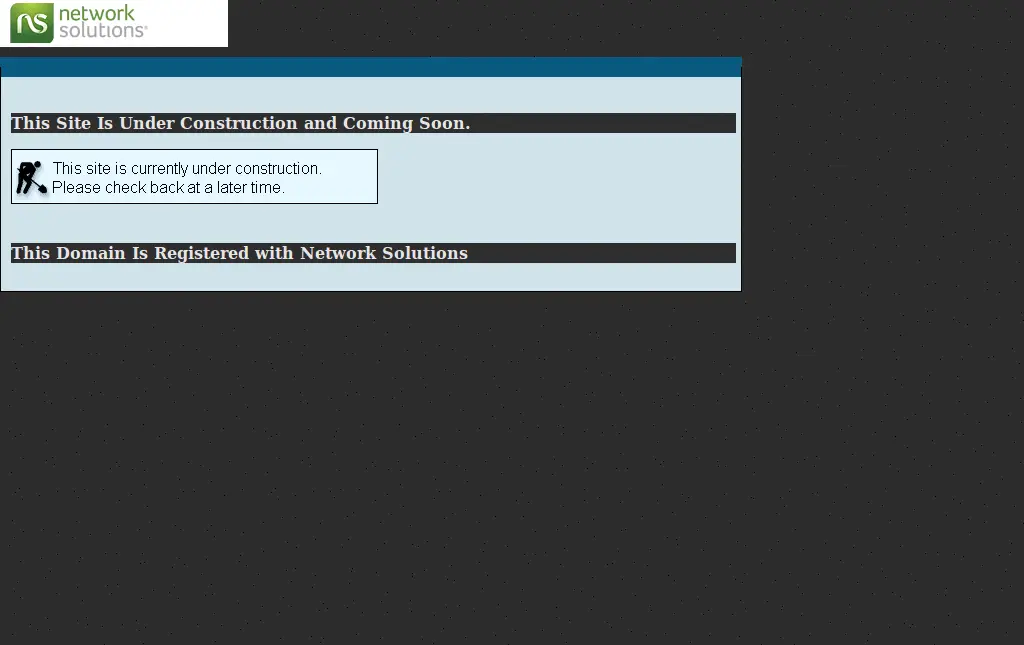 network
solutions®
This Site Is Under Construction and Coming Soon.
This site is currently under construction.
Please check back at a later time.
This Domain Is Registered with Network Solutions